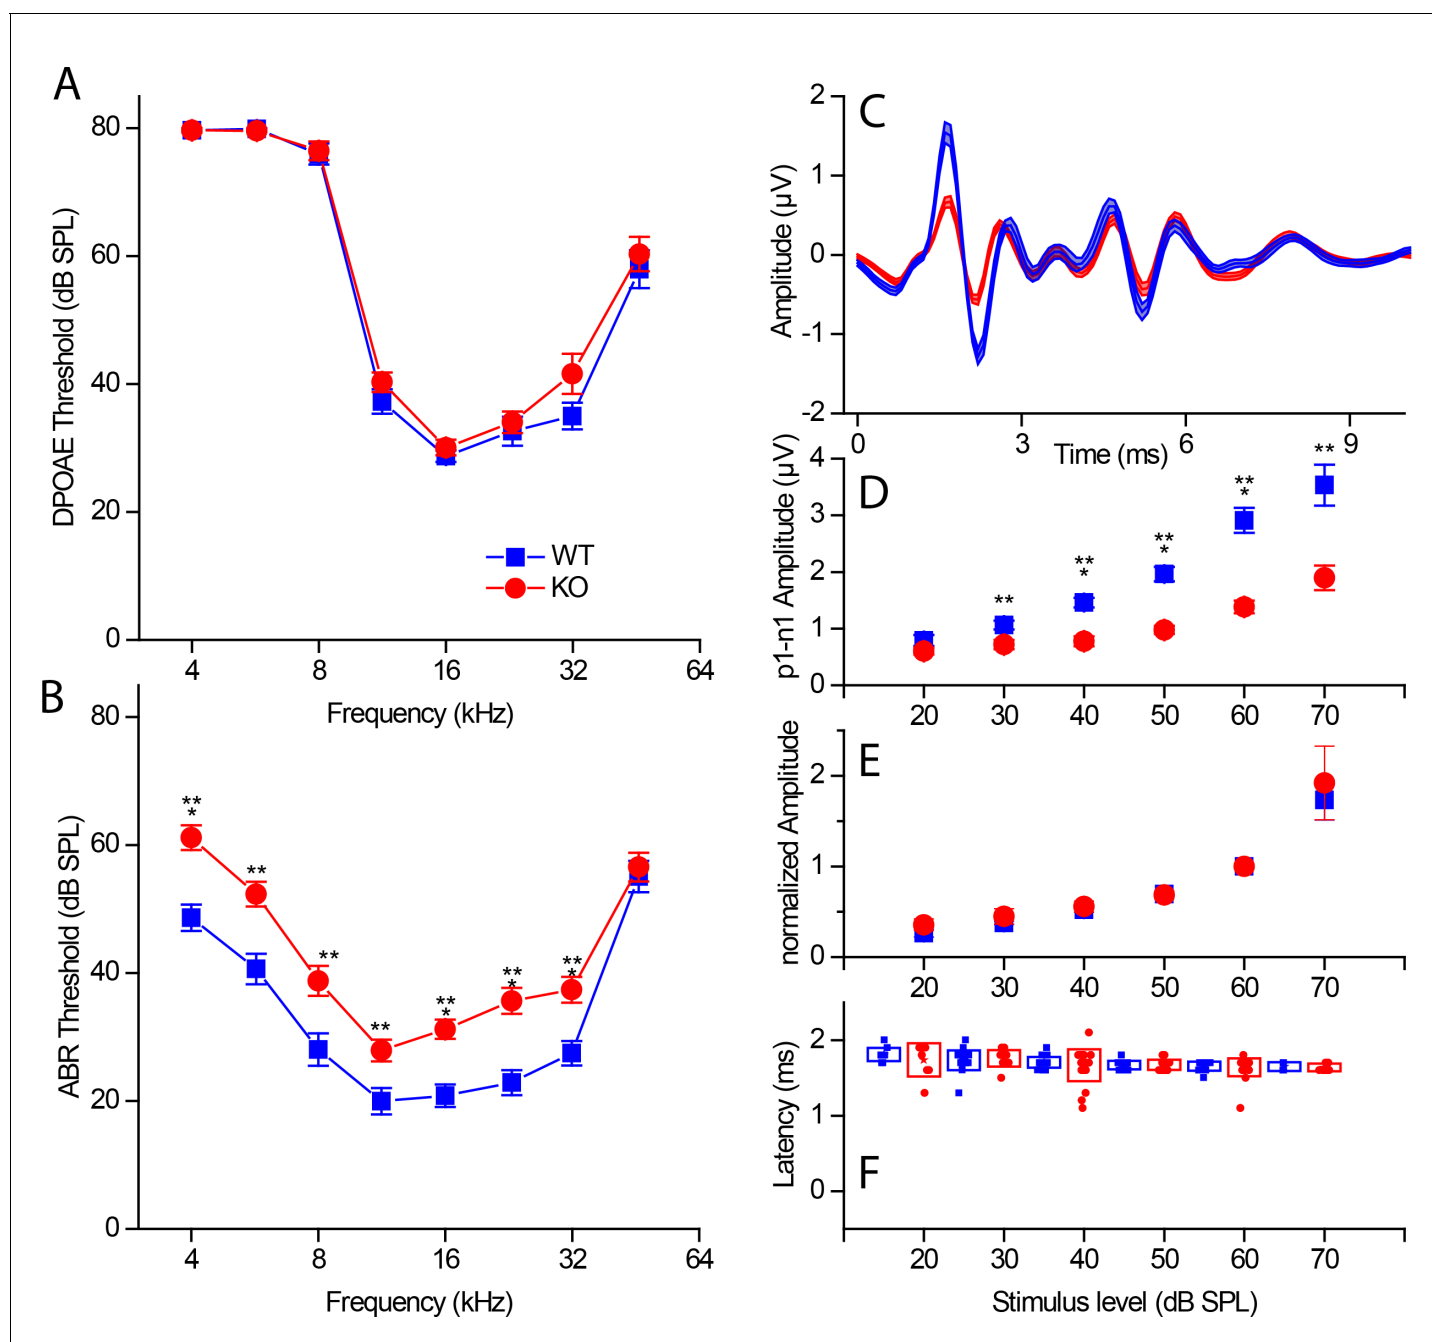 A
DPOAE Threshold (dB SPL)
80
60
40
20
0
WT
KO
4 8 16 32 64
Frequency (kHz)
B
ABR Threshold (dB SPL)
80
60
40
20
0
**
*
**
**
**
**
*
**
*
**
*
4 8 16 32 64
Frequency (kHz)
C
Amplitude (µV)
2
1
0
-1
-2
0 3 6 9
Time (ms)
D
p1-n1 Amplitude (µV)
4
3
2
1
0
**
**
*
**
*
**
*
**
20 30 40 50 60 70
E
normalized Amplitude
2
1
0
20 30 40 50 60 70
F
Latency (ms)
2
1
0
20 30 40 50 60 70
Stimulus level (dB SPL)